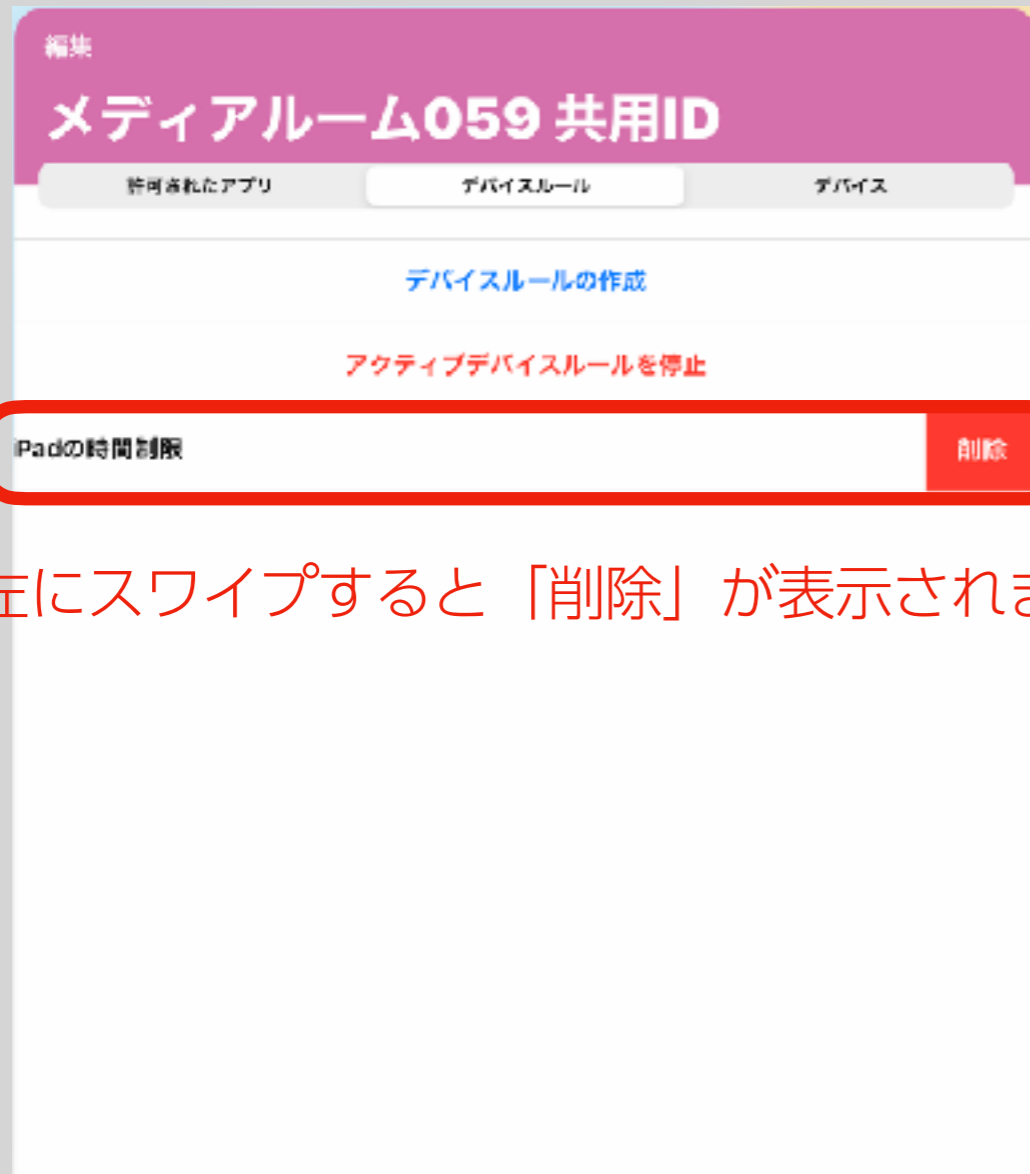 編集
メディアルーム059 共用ID
許可されたアプリ
デバイスルール
デバイス
デバイスルールの作成
アクティブデバイスルールを停止
iPadの時間制限
削除
左にスワイプすると「削除」が表示されま